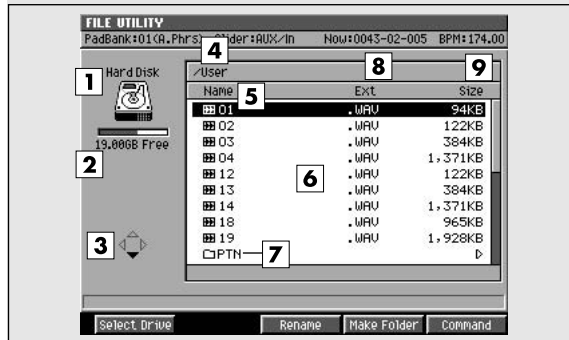 FILE UTILITY
PadBank:01(A.Phrs) Slider:AUX/In Now:0043-02-005 BPM:174.00
4 8 9
1 Hard Disk /User
Name 5 Ext Size
01 .WAV 94KB
02 .WAV 122KB
19.00GB Free 03 .WAV 384KB
2 04 .WAV 1,371KB
12 6 .WAV 122KB
13 .WAV 384KB
14 .WAV 1,371KB
18 .WAV 965KB
3 19 .WAV 1,928KB
PTN 7
Select Drive Rename Make Folder Command